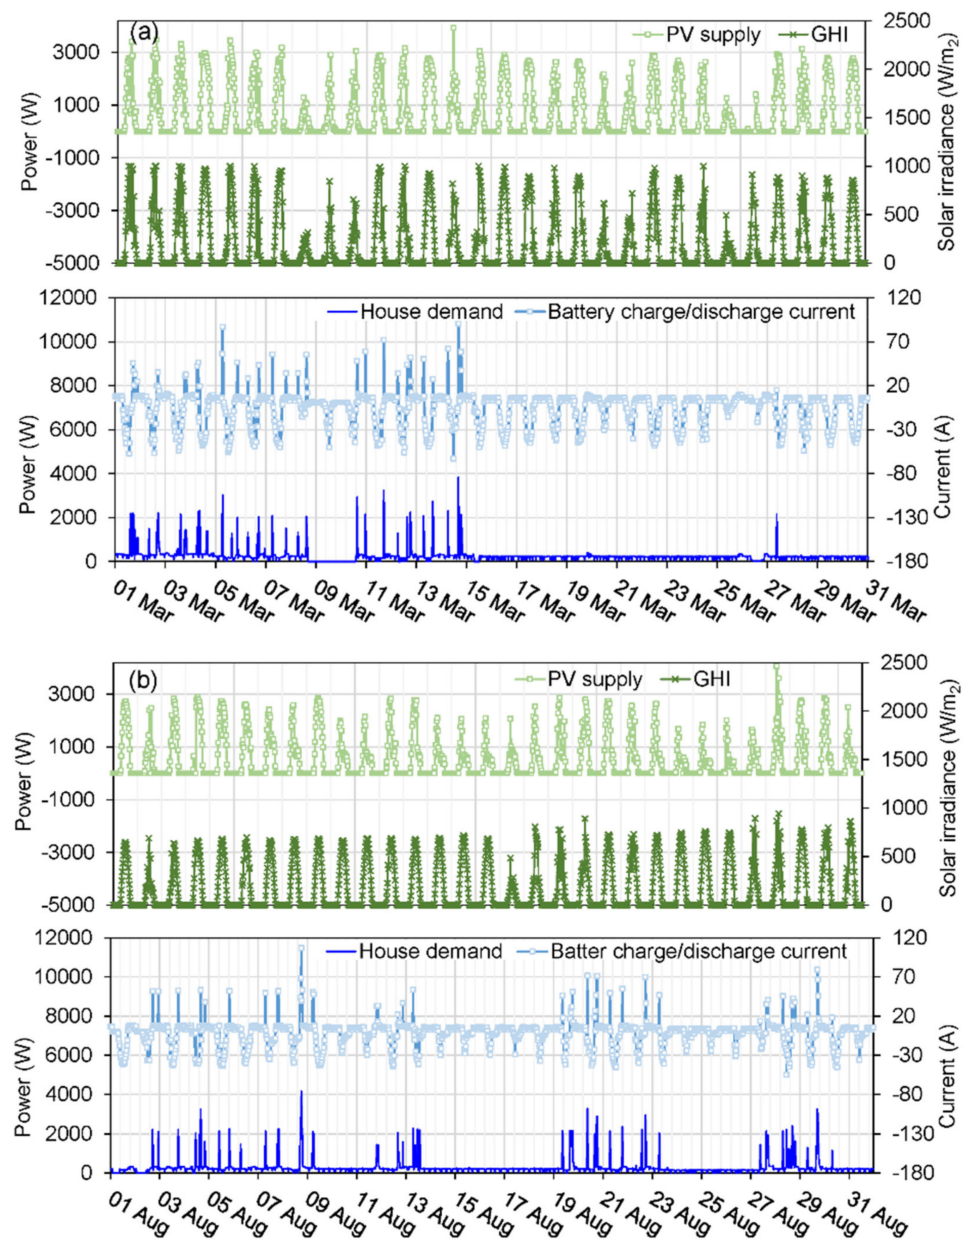 (a)
PV supply GHI
3000
1000
-1000
-3000
-5000
Power (W)
2500
2000
1500
1000
500
0
Solar irradiance (W/m2)
House demand Battery charge/discharge current
12000
10000
8000
6000
4000
2000
0
Power (W)
120
70
20
-30
-80
-130
-180
Current (A)
01 Mar
03 Mar
05 Mar
07 Mar
09 Mar
11 Mar
13 Mar
15 Mar
17 Mar
19 Mar
21 Mar
23 Mar
25 Mar
27 Mar
29 Mar
31 Mar
(b)
PV supply GHI
3000
1000
-1000
-3000
-5000
Power (W)
2500
2000
1500
1000
500
0
Solar irradiance (W/m2)
House demand Batter charge/discharge current
12000
10000
8000
6000
4000
2000
0
Power (W)
120
70
20
-30
-80
-130
-180
Current (A)
01 Aug
03 Aug
05 Aug
07 Aug
09 Aug
11 Aug
13 Aug
15 Aug
17 Aug
19 Aug
21 Aug
23 Aug
25 Aug
27 Aug
29 Aug
31 Aug